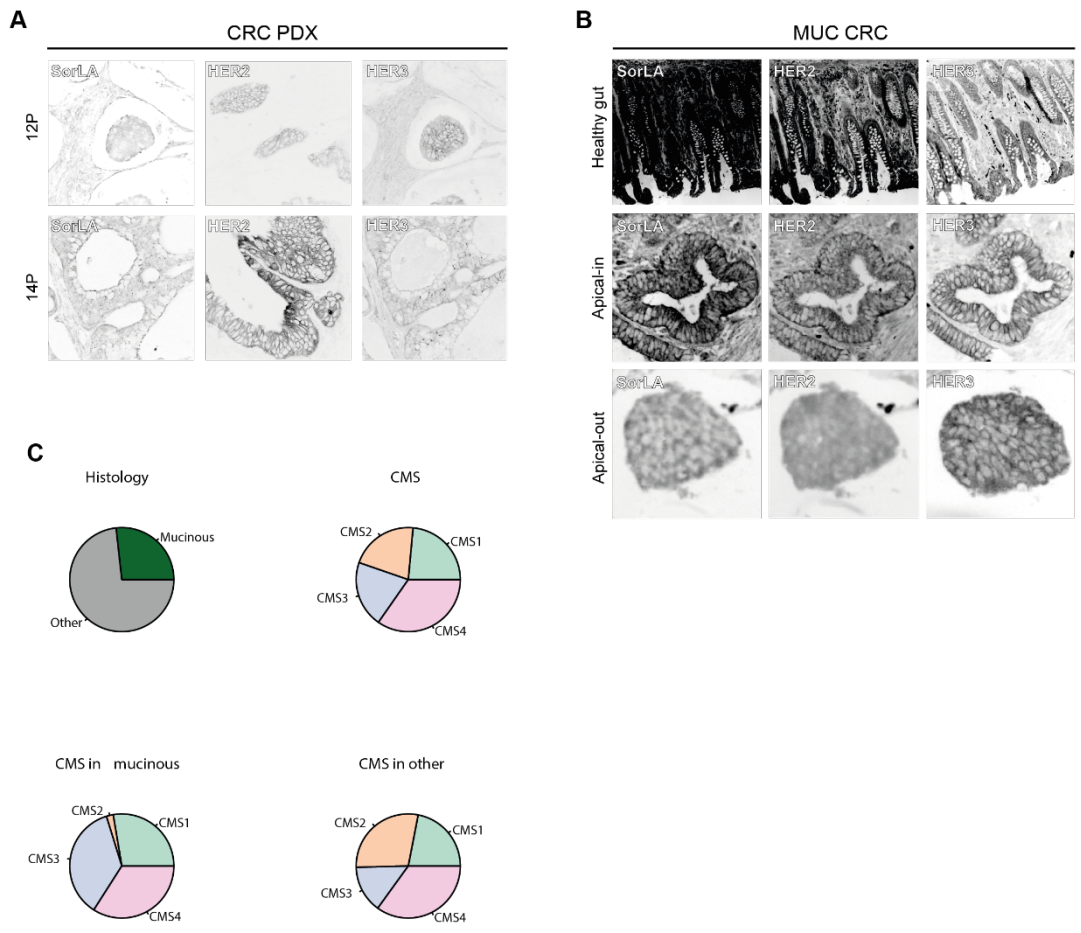 A
CRC PDX
SorLA
HER2
HER3
12P
SorLA
HER2
HER3
14P
B
MUC CRC
SorLA
HER2
HER3
Healthy gut
SorLA
HER2
HER3
Apical-in
SorLA
HER2
HER3
Apical-out
C
Histology
Mucinous
Other
CMS
CMS2
CMS1
CMS3
CMS4
CMS in mucinous
CMS2
CMS1
CMS3
CMS4
CMS in other
CMS2
CMS1
CMS3
CMS4